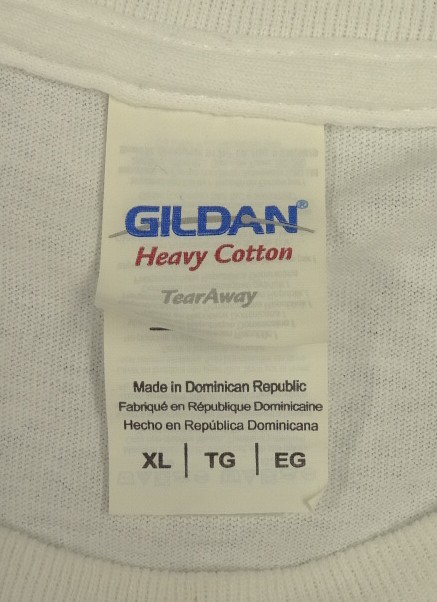 GILDAN®
Heavy Cotton
TearAway
Made in Dominican Republic
Fabriqué en République Dominicaine
Hecho en República Dominicana
XL | TG | EG